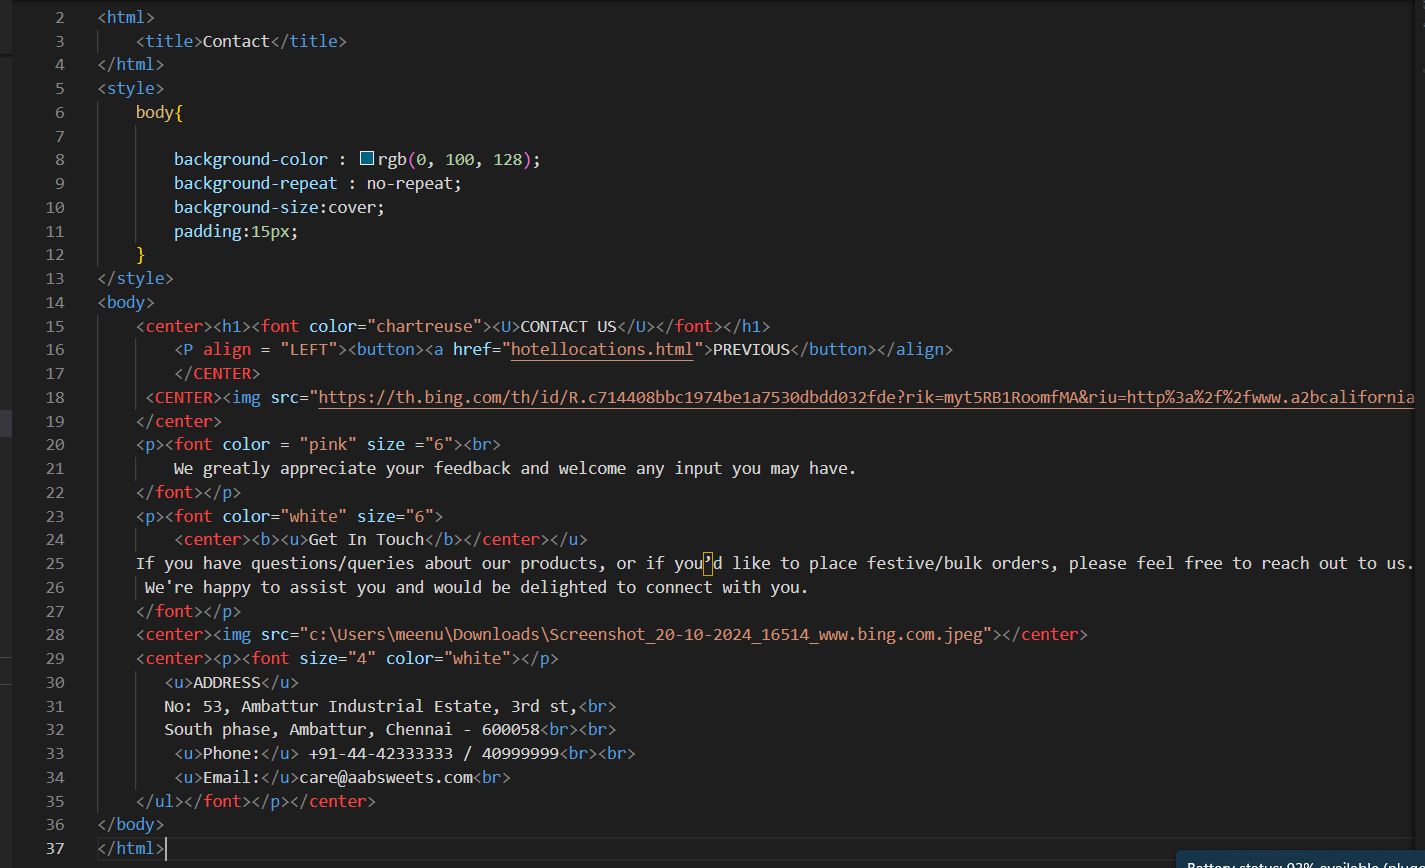 2 <html>
3 <title>Contact</title>
4 </html>
5 <style>
6 body{
7
8 background-color : rgb(0, 100, 128);
9 background-repeat : no-repeat;
10 background-size:cover;
11 padding:15px;
12 }
13 </style>
14 <body>
15 <center><h1><font color="chartreuse"><U>CONTACT US</U></font></h1>
16 <P align = "LEFT"><button><a href="hotellocations.html">PREVIOUS</button></align>
17 </CENTER>
18 <CENTER><img src="https://th.bing.com/th/id/R.c714408bbc1974be1a7530dbdd032fde?rik=myt5RB1RoomfMA&riu=http%3a%2f%2fwww.a2bcalifornia
19 </center>
20 <p><font color = "pink" size ="6"><br>
21 We greatly appreciate your feedback and welcome any input you may have.
22 </font></p>
23 <p><font color="white" size="6">
24 <center><b><u>Get In Touch</b></center></u>
25 If you have questions/queries about our products, or if you’d like to place festive/bulk orders, please feel free to reach out to us.
26 We're happy to assist you and would be delighted to connect with you.
27 </font></p>
28 <center><img src="c:\Users\meenu\Downloads\Screenshot_20-10-2024_16514_www.bing.com.jpeg"></center>
29 <center><p><font size="4" color="white"></p>
30 <u>ADDRESS</u>
31 No: 53, Ambattur Industrial Estate, 3rd st,<br>
32 South phase, Ambattur, Chennai - 600058<br><br>
33 <u>Phone:</u> +91-44-42333333 / 40999999<br><br>
34 <u>Email:</u>care@aabsweets.com<br>
35 </ul></font></p></center>
36 </body>
37 </html>
Battery status: 93% available (plug